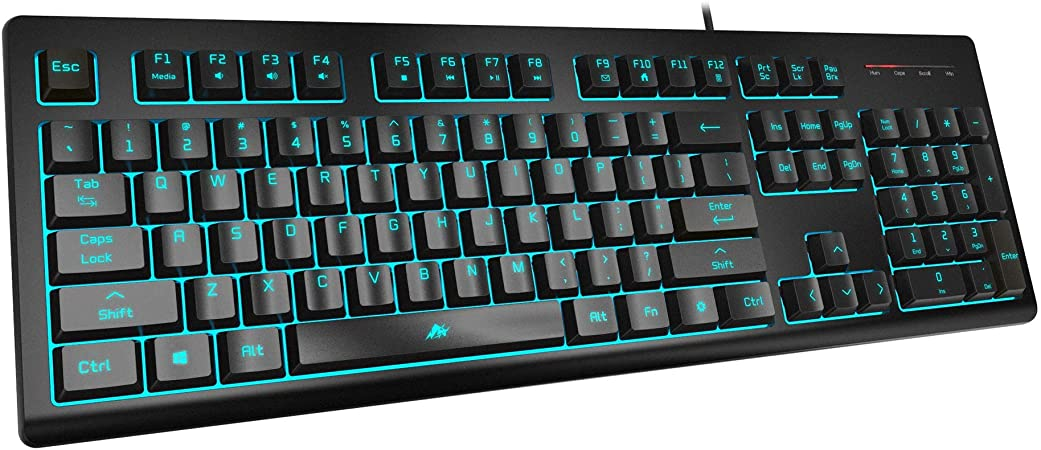 Esc F1 F2 F3 F4 F5 F6 F7 F8 F9 F10 F11 F12 Prt Sc Scr Lk Pau Brk
Media
Num Caps Scroll Win
~ ! @ # $ % ^ & * ( ) _ +
` 1 2 3 4 5 6 7 8 9 0 - = ← Ins Home PgUp Num Lock / * -
Tab Q W E R T Y U I O P { [ } ] | \ Del End PgDn 7 Home 8 9 PgUp +
Caps Lock A S D F G H J K L : ; " ' Enter 4 5 6
Shift Z X C V B N M < , > . ? / Shift 1 End 2 3 PgDn Enter
Ctrl Alt Alt Fn Ctrl 0 Ins . Del